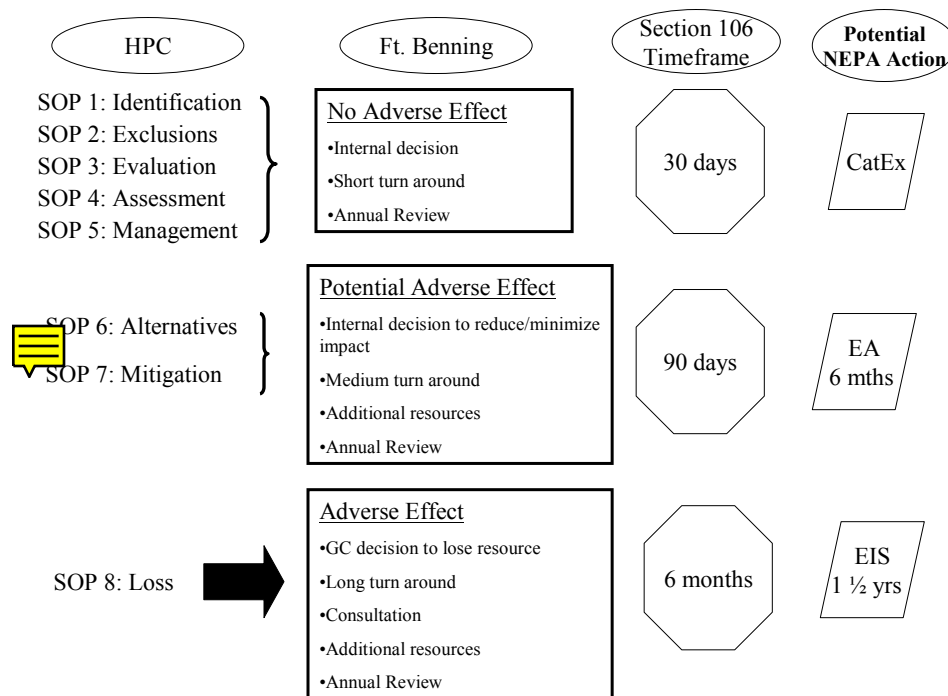 HPC
Ft. Benning
Section 106
Timeframe
Potential
NEPA Action
SOP 1: Identification
SOP 2: Exclusions
SOP 3: Evaluation
SOP 4: Assessment
SOP 5: Management
No Adverse Effect
•Internal decision
•Short turn around
•Annual Review
30 days
CatEx
SOP 6: Alternatives
SOP 7: Mitigation
Potential Adverse Effect
•Internal decision to reduce/minimize
impact
•Medium turn around
•Additional resources
•Annual Review
90 days
EA
6 mths
SOP 8: Loss
Adverse Effect
•GC decision to lose resource
•Long turn around
•Consultation
•Additional resources
•Annual Review
6 months
EIS
1 ½ yrs